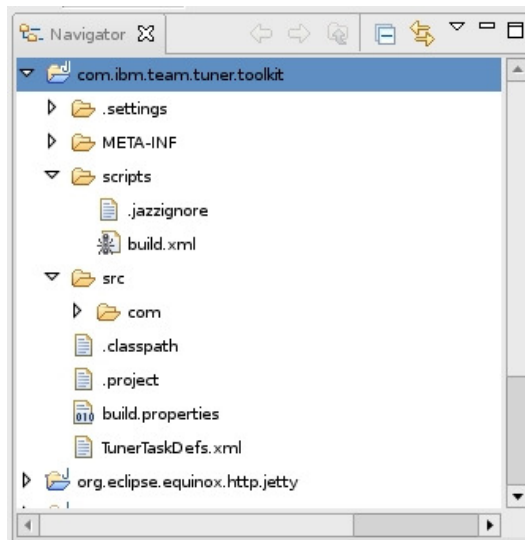 Navigator
com.ibm.team.tuner.toolkit
.settings
META-INF
scripts
.jazzignore
build.xml
src
com
.classpath
.project
010
build.properties
TunerTaskDefs.xml
org.eclipse.equinox.http.jetty